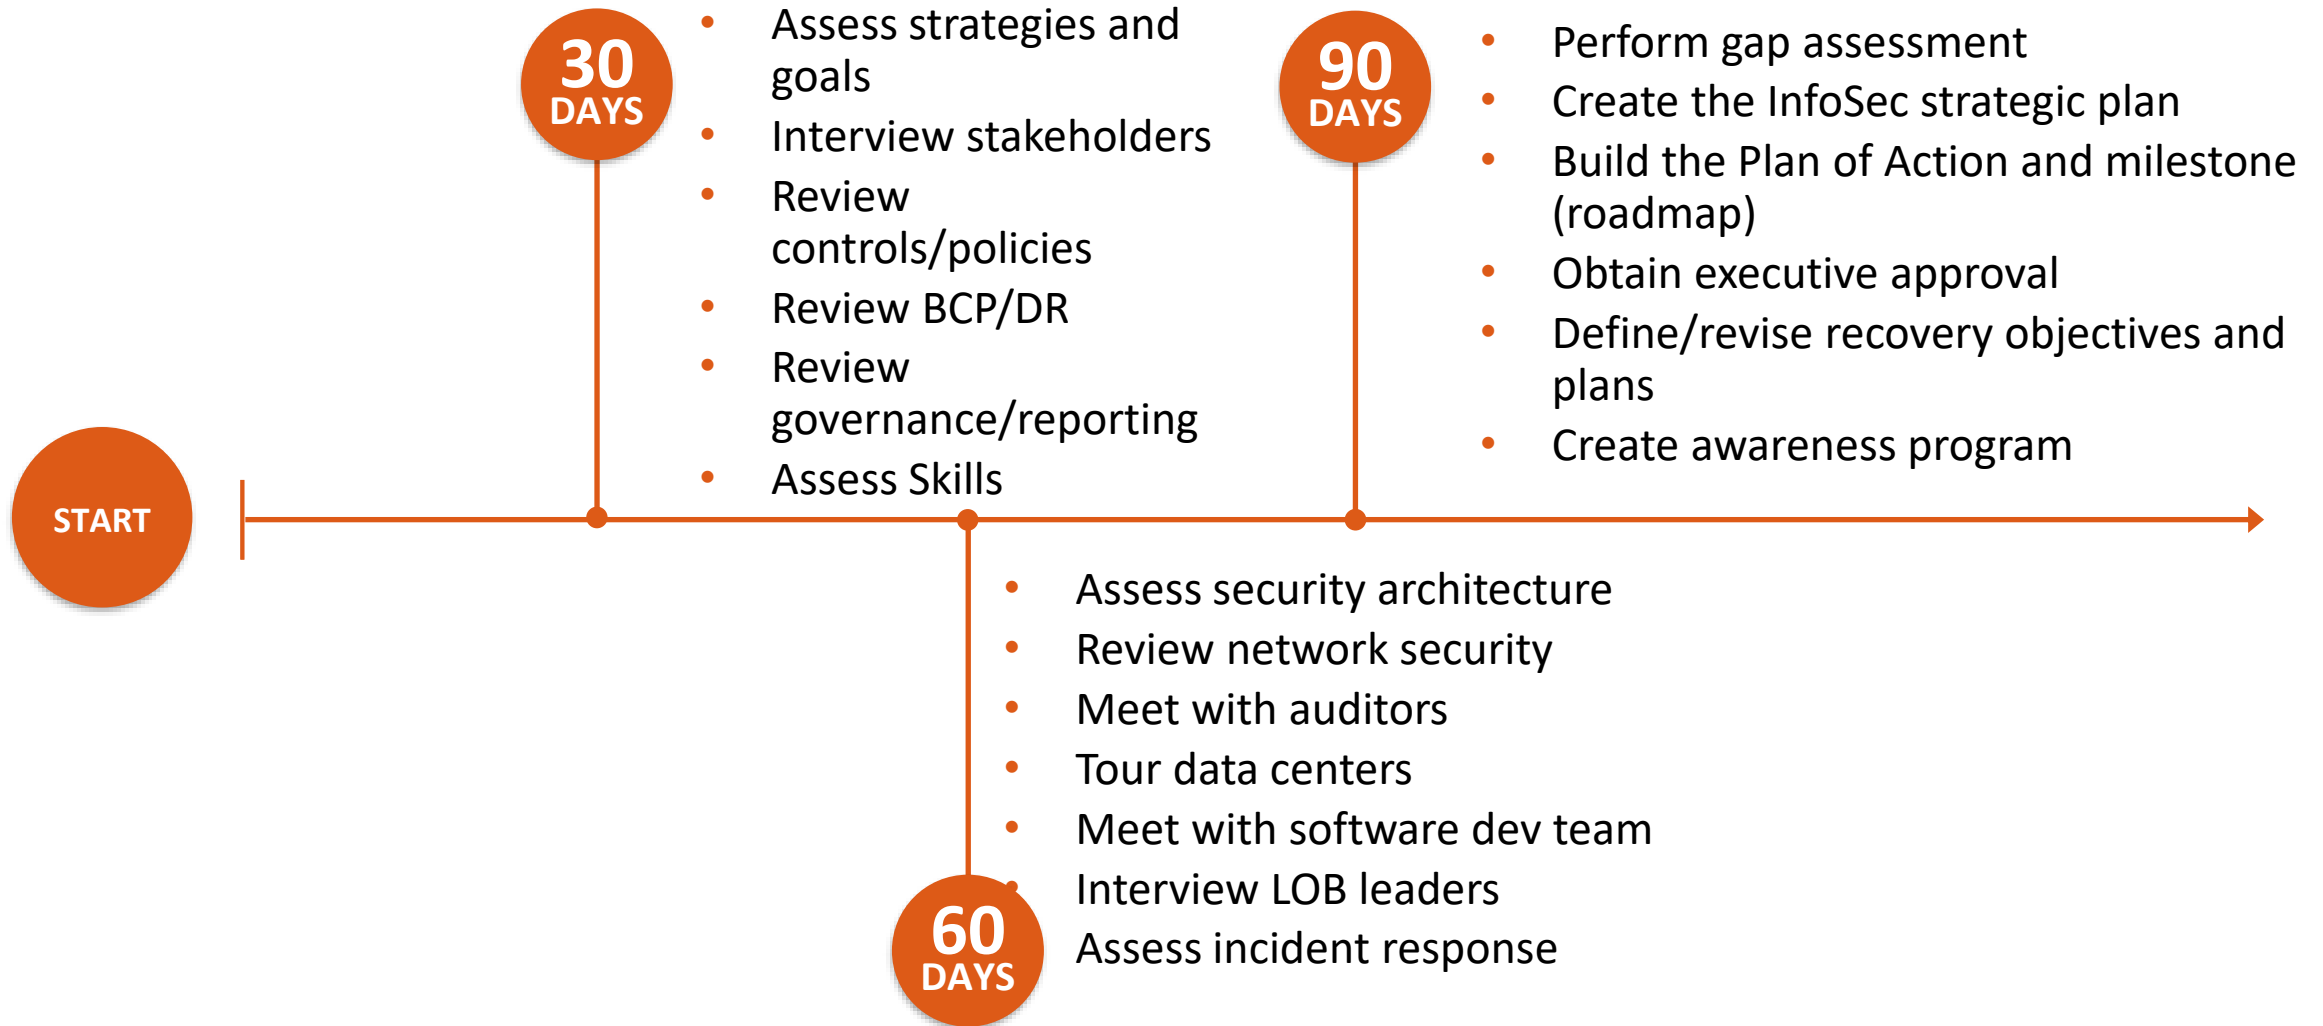 START
30
DAYS
• Assess strategies and
goals
• Interview stakeholders
• Review
controls/policies
• Review BCP/DR
• Review
governance/reporting
• Assess Skills
60
DAYS
• Assess security architecture
• Review network security
• Meet with auditors
• Tour data centers
• Meet with software dev team
• Interview LOB leaders
Assess incident response
90
DAYS
• Perform gap assessment
• Create the InfoSec strategic plan
• Build the Plan of Action and milestone
(roadmap)
• Obtain executive approval
• Define/revise recovery objectives and
plans
• Create awareness program